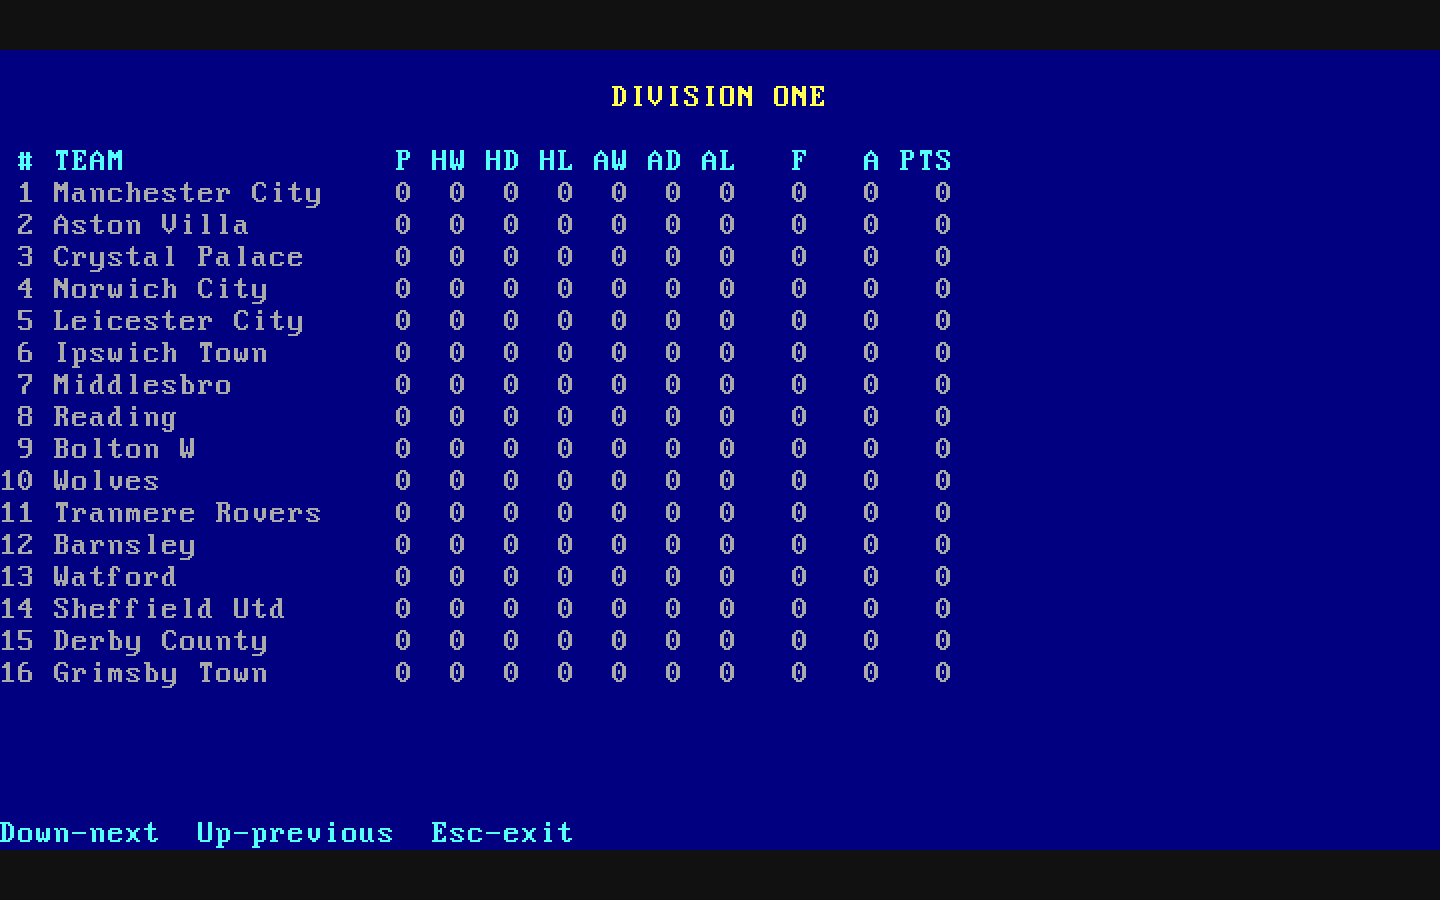 DIVISION ONE
# TEAM P HW HD HL AW AD AL F A PTS
1 Manchester City 0 0 0 0 0 0 0 0 0 0
2 Aston Villa 0 0 0 0 0 0 0 0 0 0
3 Crystal Palace 0 0 0 0 0 0 0 0 0 0
4 Norwich City 0 0 0 0 0 0 0 0 0 0
5 Leicester City 0 0 0 0 0 0 0 0 0 0
6 Ipswich Town 0 0 0 0 0 0 0 0 0 0
7 Middlesbro 0 0 0 0 0 0 0 0 0 0
8 Reading 0 0 0 0 0 0 0 0 0 0
9 Bolton W 0 0 0 0 0 0 0 0 0 0
10 Wolves 0 0 0 0 0 0 0 0 0 0
11 Tranmere Rovers 0 0 0 0 0 0 0 0 0 0
12 Barnsley 0 0 0 0 0 0 0 0 0 0
13 Watford 0 0 0 0 0 0 0 0 0 0
14 Sheffield Utd 0 0 0 0 0 0 0 0 0 0
15 Derby County 0 0 0 0 0 0 0 0 0 0
16 Grimsby Town 0 0 0 0 0 0 0 0 0 0
Down-next Up-previous Esc-exit